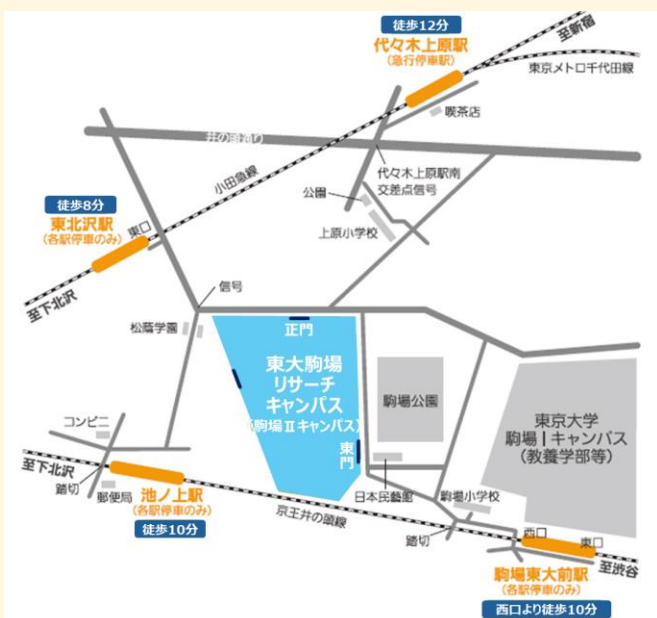 徒歩12分
代々木上原駅
(急行停車駅)
至新宿
東京メトロ千代田線
喫茶店
井の頭通り
小田急線
代々木上原駅南
交差点信号
公園
上原小学校
徒歩8分
東北沢駅
(各駅停車のみ)
東口
至下北沢
信号
松蔭学園
正門
東大駒場
リサーチ
キャンパス
(駒場Ⅱキャンパス)
東門
駒場公園
東京大学
駒場Ⅰキャンパス
(教養学部等)
コンビニ
至下北沢
踏切
郵便局
池ノ上駅
(各駅停車のみ)
徒歩10分
京王井の頭線
日本民藝館
駒場小学校
踏切
西口
東口
至渋谷
駒場東大前駅
(各駅停車のみ)
西口より徒歩10分